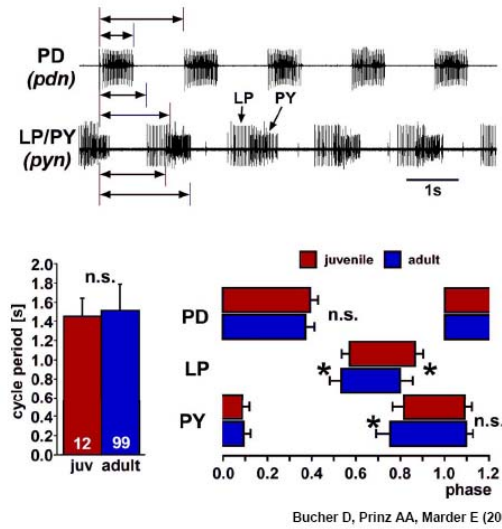 PD
(pdn)
LP PY
LP/PY
(pyn)
1s
juvenile adult
cycle period [s]
2.0
1.8
1.6
1.4
1.2
1.0
0.8
0.6
0.4
0.2
0.0
n.s.
12 99
juv adult
PD
n.s.
LP
* *
PY
* n.s.
0.0 0.2 0.4 0.6 0.8 1.0 1.2
phase
Bucher D, Prinz AA, Marder E (20